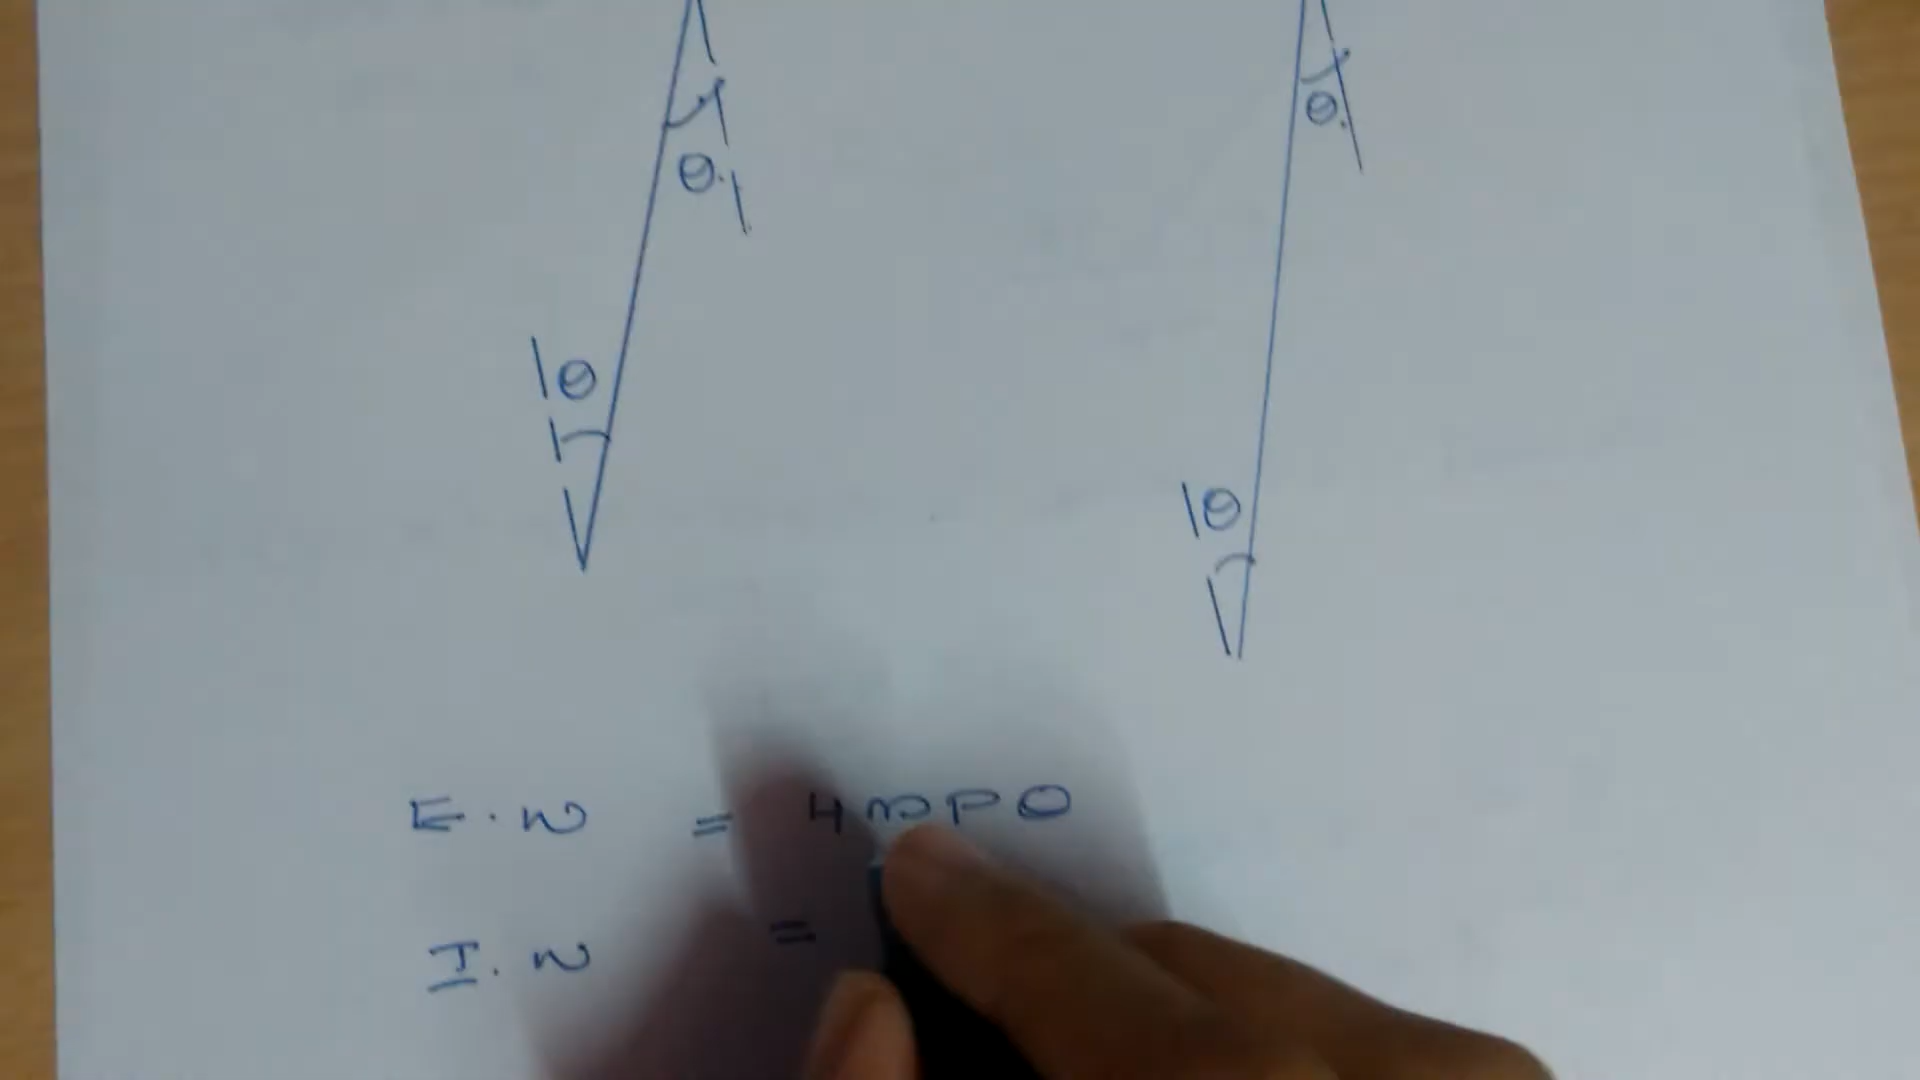 θ.
θ.
θ
θ
E.W = 4MPθ
I.W =